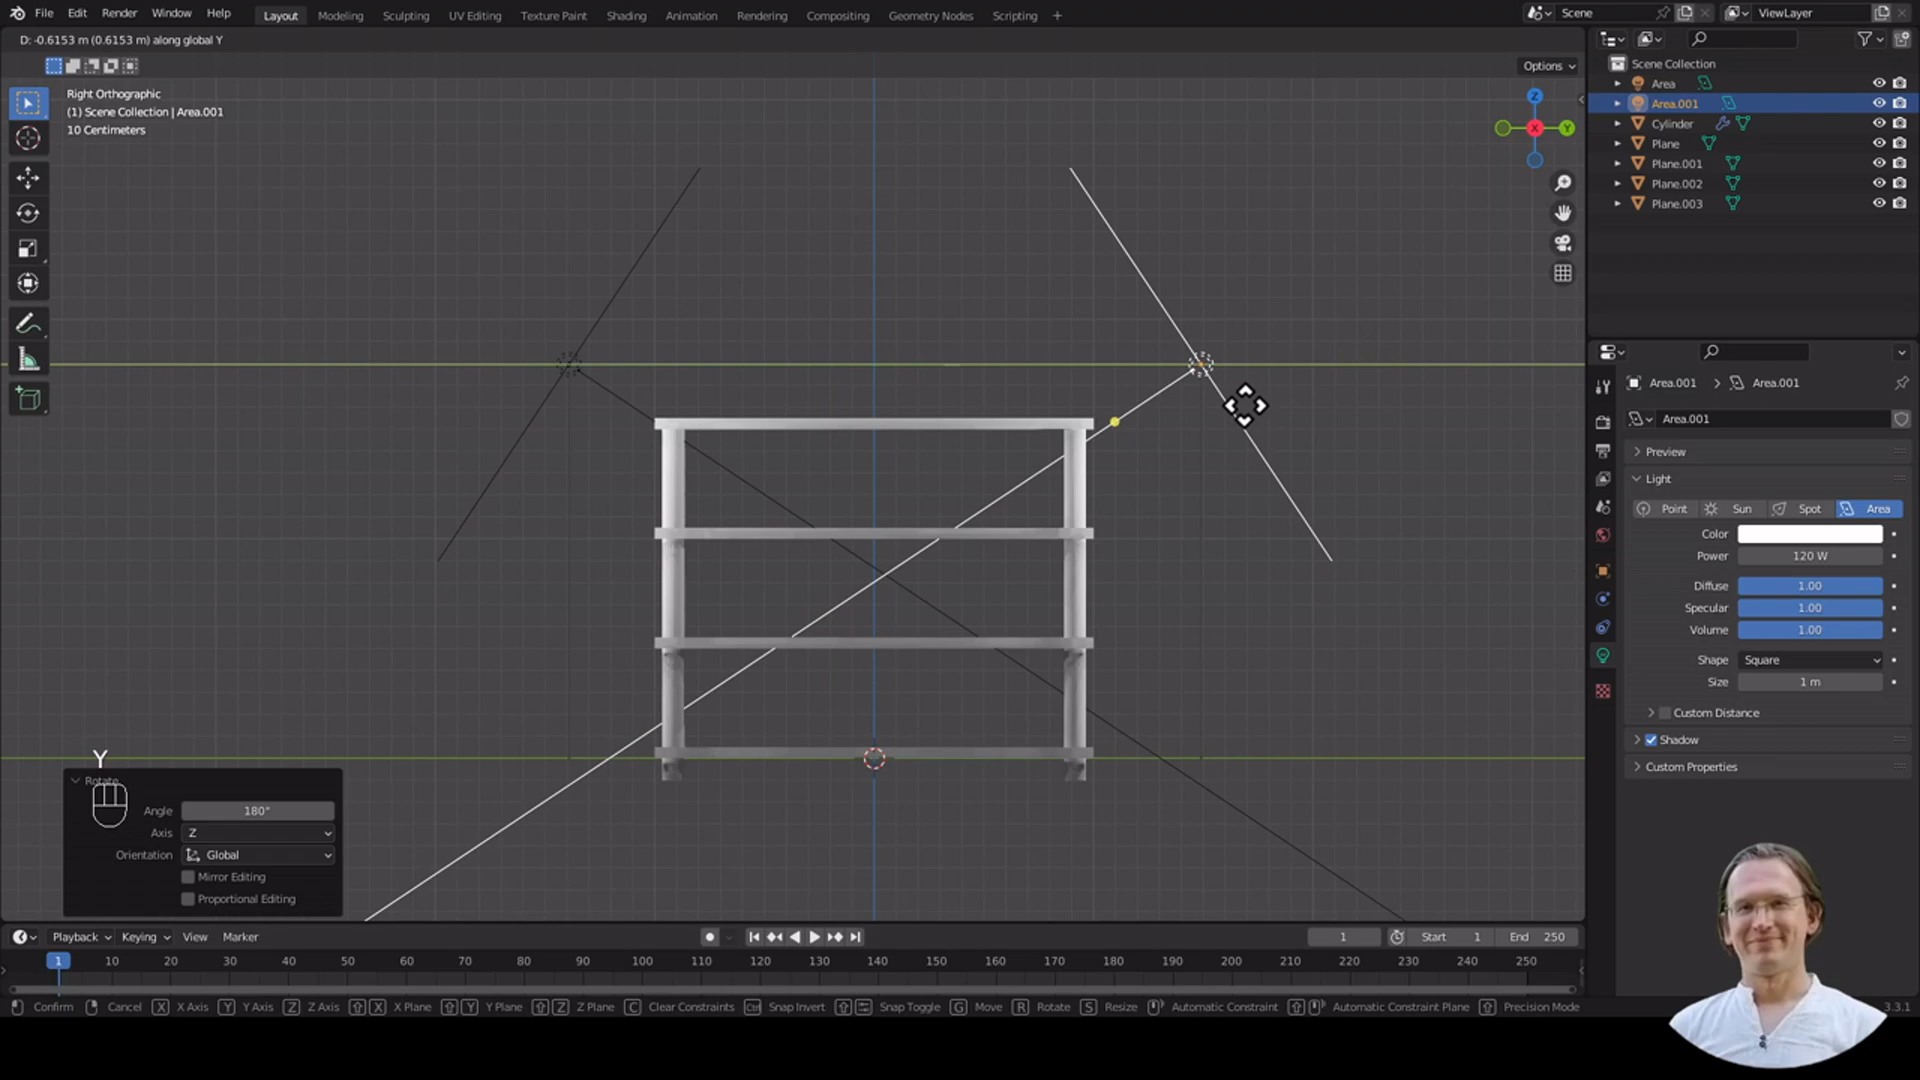 File Edit Render Window Help Layout Modeling Sculpting UV Editing Texture Paint Shading Animation Rendering Compositing Geometry Nodes Scripting + Scene ViewLayer
D: -0.6153 m (0.6153 m) along global Y
Options
Right Orthographic
(1) Scene Collection | Area.001
10 Centimeters
Z
Y
X
Scene Collection
Area
Area.001
Cylinder
Plane
Plane.001
Plane.002
Plane.003
Area.001 > Area.001
Area.001
Preview
Light
Point Sun Spot Area
Color
Power 120 W
Diffuse 1.00
Specular 1.00
Volume 1.00
Shape Square
Size 1 m
Custom Distance
Shadow
Custom Properties
Y
Rotate
Angle 180°
Axis Z
Orientation Global
Mirror Editing
Proportional Editing
Playback Keying View Marker 1 Start 1 End 250
1 10 20 30 40 50 60 70 80 90 100 110 120 130 140 150 160 170 180 190 200 210 220 230 240 250
Confirm Cancel X X Axis Y Y Axis Z Z Axis X X Plane Y Y Plane Z Z Plane C Clear Constraints Ctrl Snap Invert Snap Toggle G Move R Rotate S Resize Automatic Constraint Automatic Constraint Plane Precision Mode 3.3.1